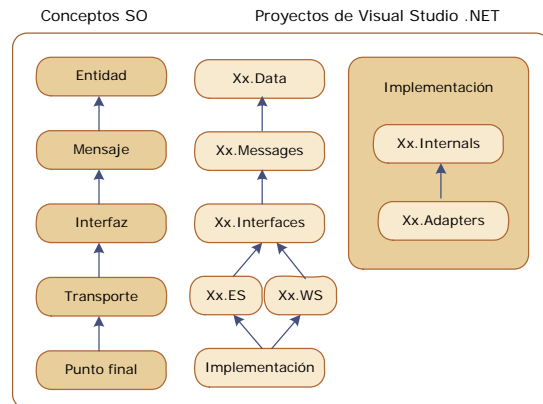 Conceptos SO
Proyectos de Visual Studio .NET
Entidad
Xx.Data
Implementación
Mensaje
Xx.Messages
Xx.Internals
Interfaz
Xx.Interfaces
Xx.Adapters
Transporte
Xx.ES
Xx.WS
Punto final
Implementación